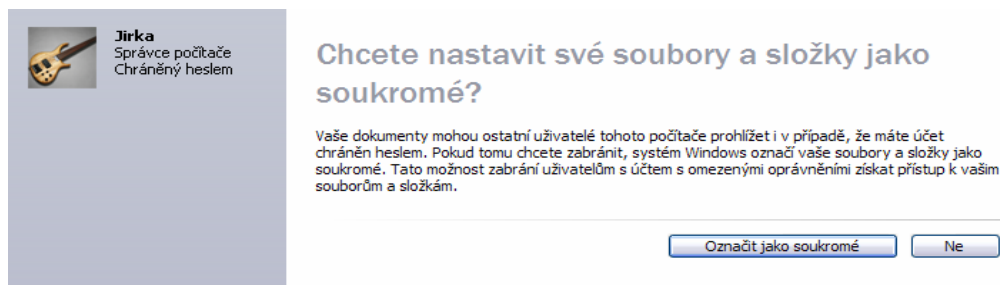 Jirka
Správce počítače
Chráněný heslem
Chcete nastavit své soubory a složky jako
soukromé?
Vaše dokumenty mohou ostatní uživatelé tohoto počítače prohlížet i v případě, že máte účet
chráněn heslem. Pokud tomu chcete zabránit, systém Windows označí vaše soubory a složky jako
soukromé. Tato možnost zabrání uživatelům s účtem s omezenými oprávněními získat přístup k vašim
souborům a složkám.
Označit jako soukromé
Ne